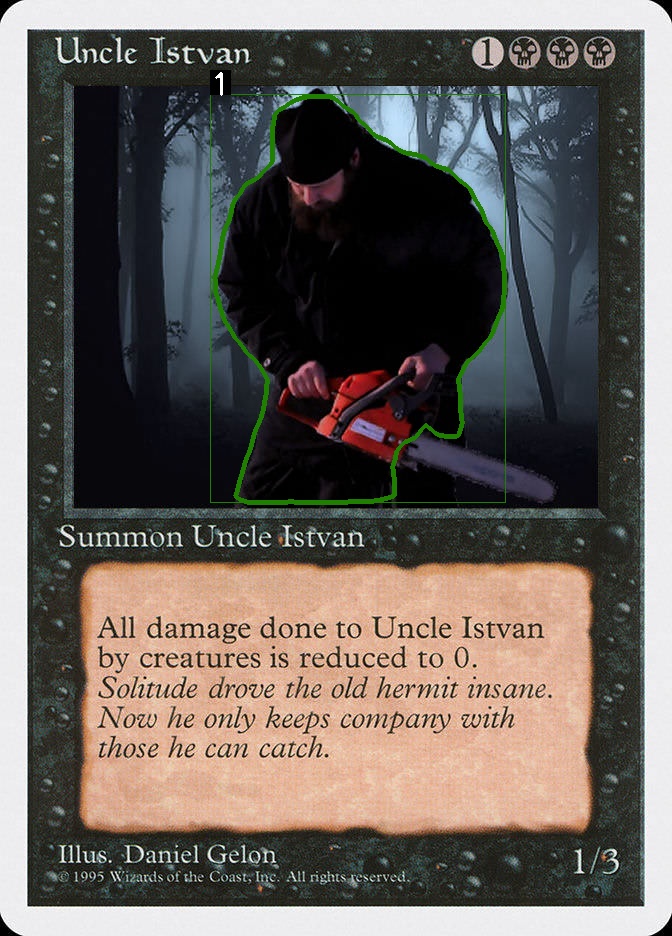 Uncle Istvan
1
1
Summon Uncle Istvan
All damage done to Uncle Istvan
by creatures is reduced to 0.
Solitude drove the old hermit insane.
Now he only keeps company with
those he can catch.
Illus. Daniel Gelon
© 1995 Wizards of the Coast, Inc. All rights reserved.
1/3